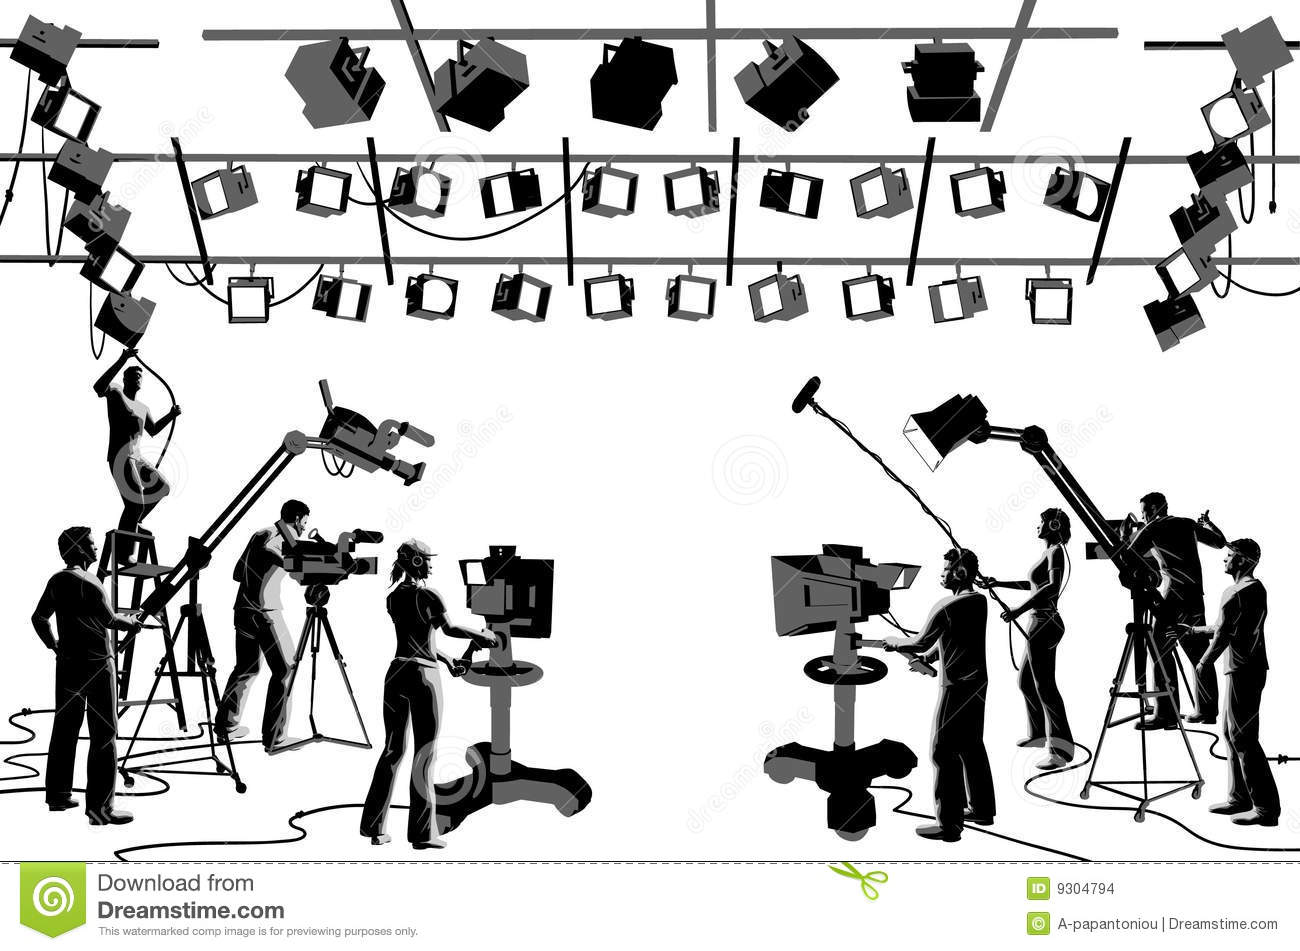 Download from
Dreamstime.com
This watermarked comp image is for previewing purposes only.
ID 9304794
A-papantoniou | Dreamstime.com